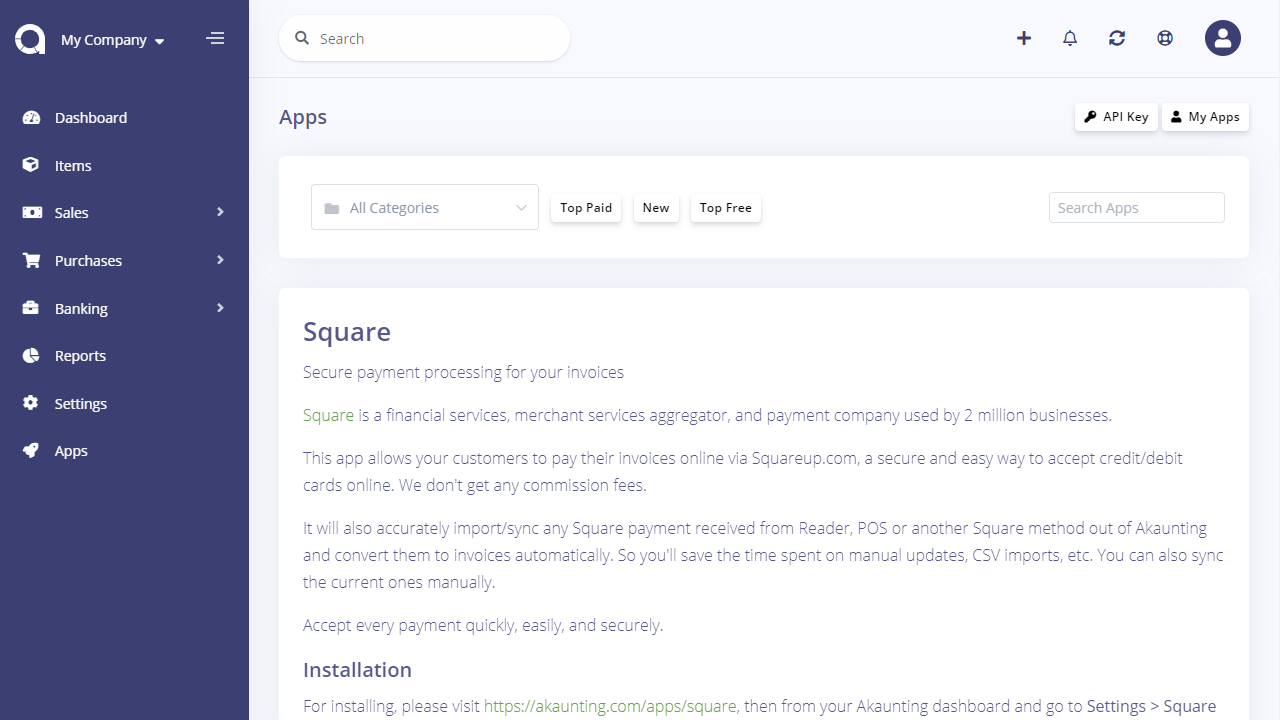 My Company
Search
Dashboard
Items
Sales
Purchases
Banking
Reports
Settings
Apps
Apps
API Key
My Apps
All Categories
Top Paid
New
Top Free
Search Apps
Square
Secure payment processing for your invoices
Square is a financial services, merchant services aggregator, and payment company used by 2 million businesses.
This app allows your customers to pay their invoices online via Squareup.com, a secure and easy way to accept credit/debit
cards online. We don't get any commission fees.
It will also accurately import/sync any Square payment received from Reader, POS or another Square method out of Akaunting
and convert them to invoices automatically. So you'll save the time spent on manual updates, CSV imports, etc. You can also sync
the current ones manually.
Accept every payment quickly, easily, and securely.
Installation
For installing, please visit https://akaunting.com/apps/square, then from your Akaunting dashboard and go to Settings > Square